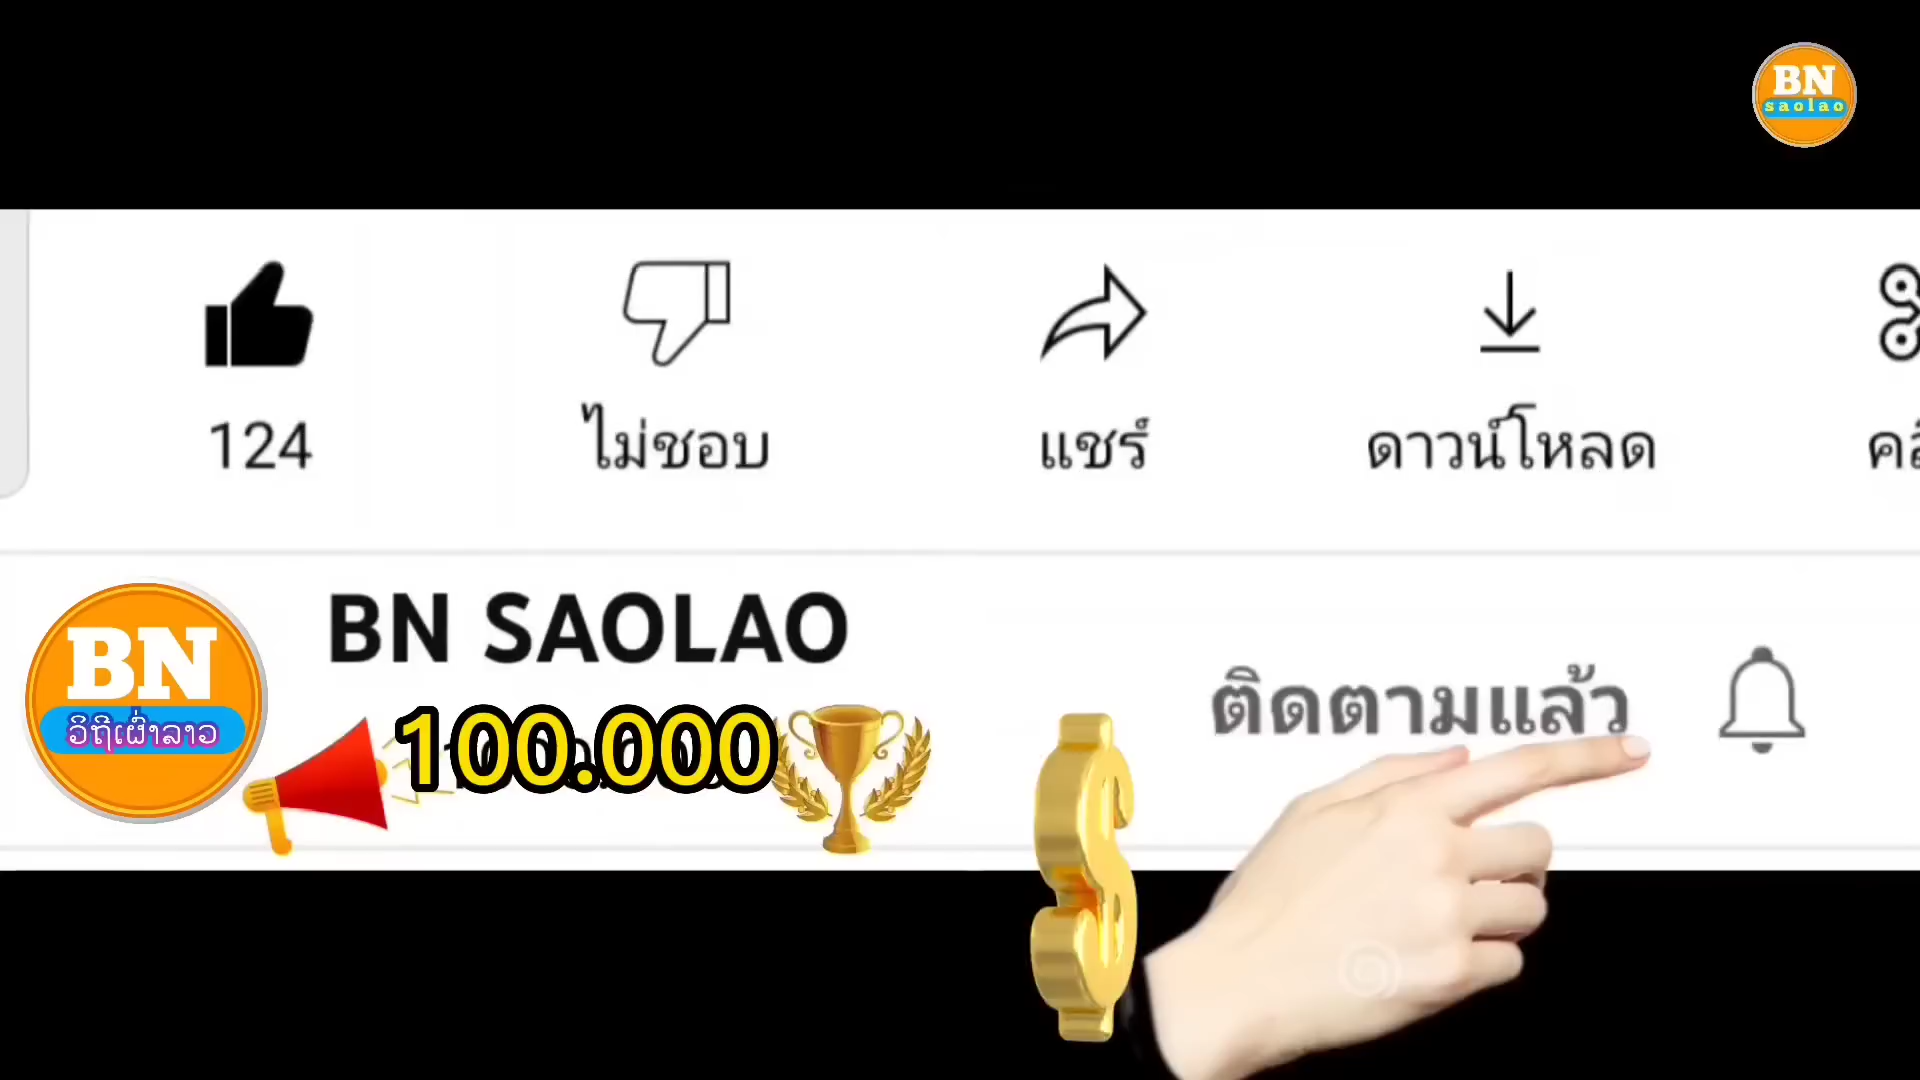 BN
saolao
124
ไม่ชอบ
แชร์
ดาวน์โหลด
BN SAOLAO
BN
ວິຖີເຜົ່າລາວ
100.000
ติดตามแล้ว